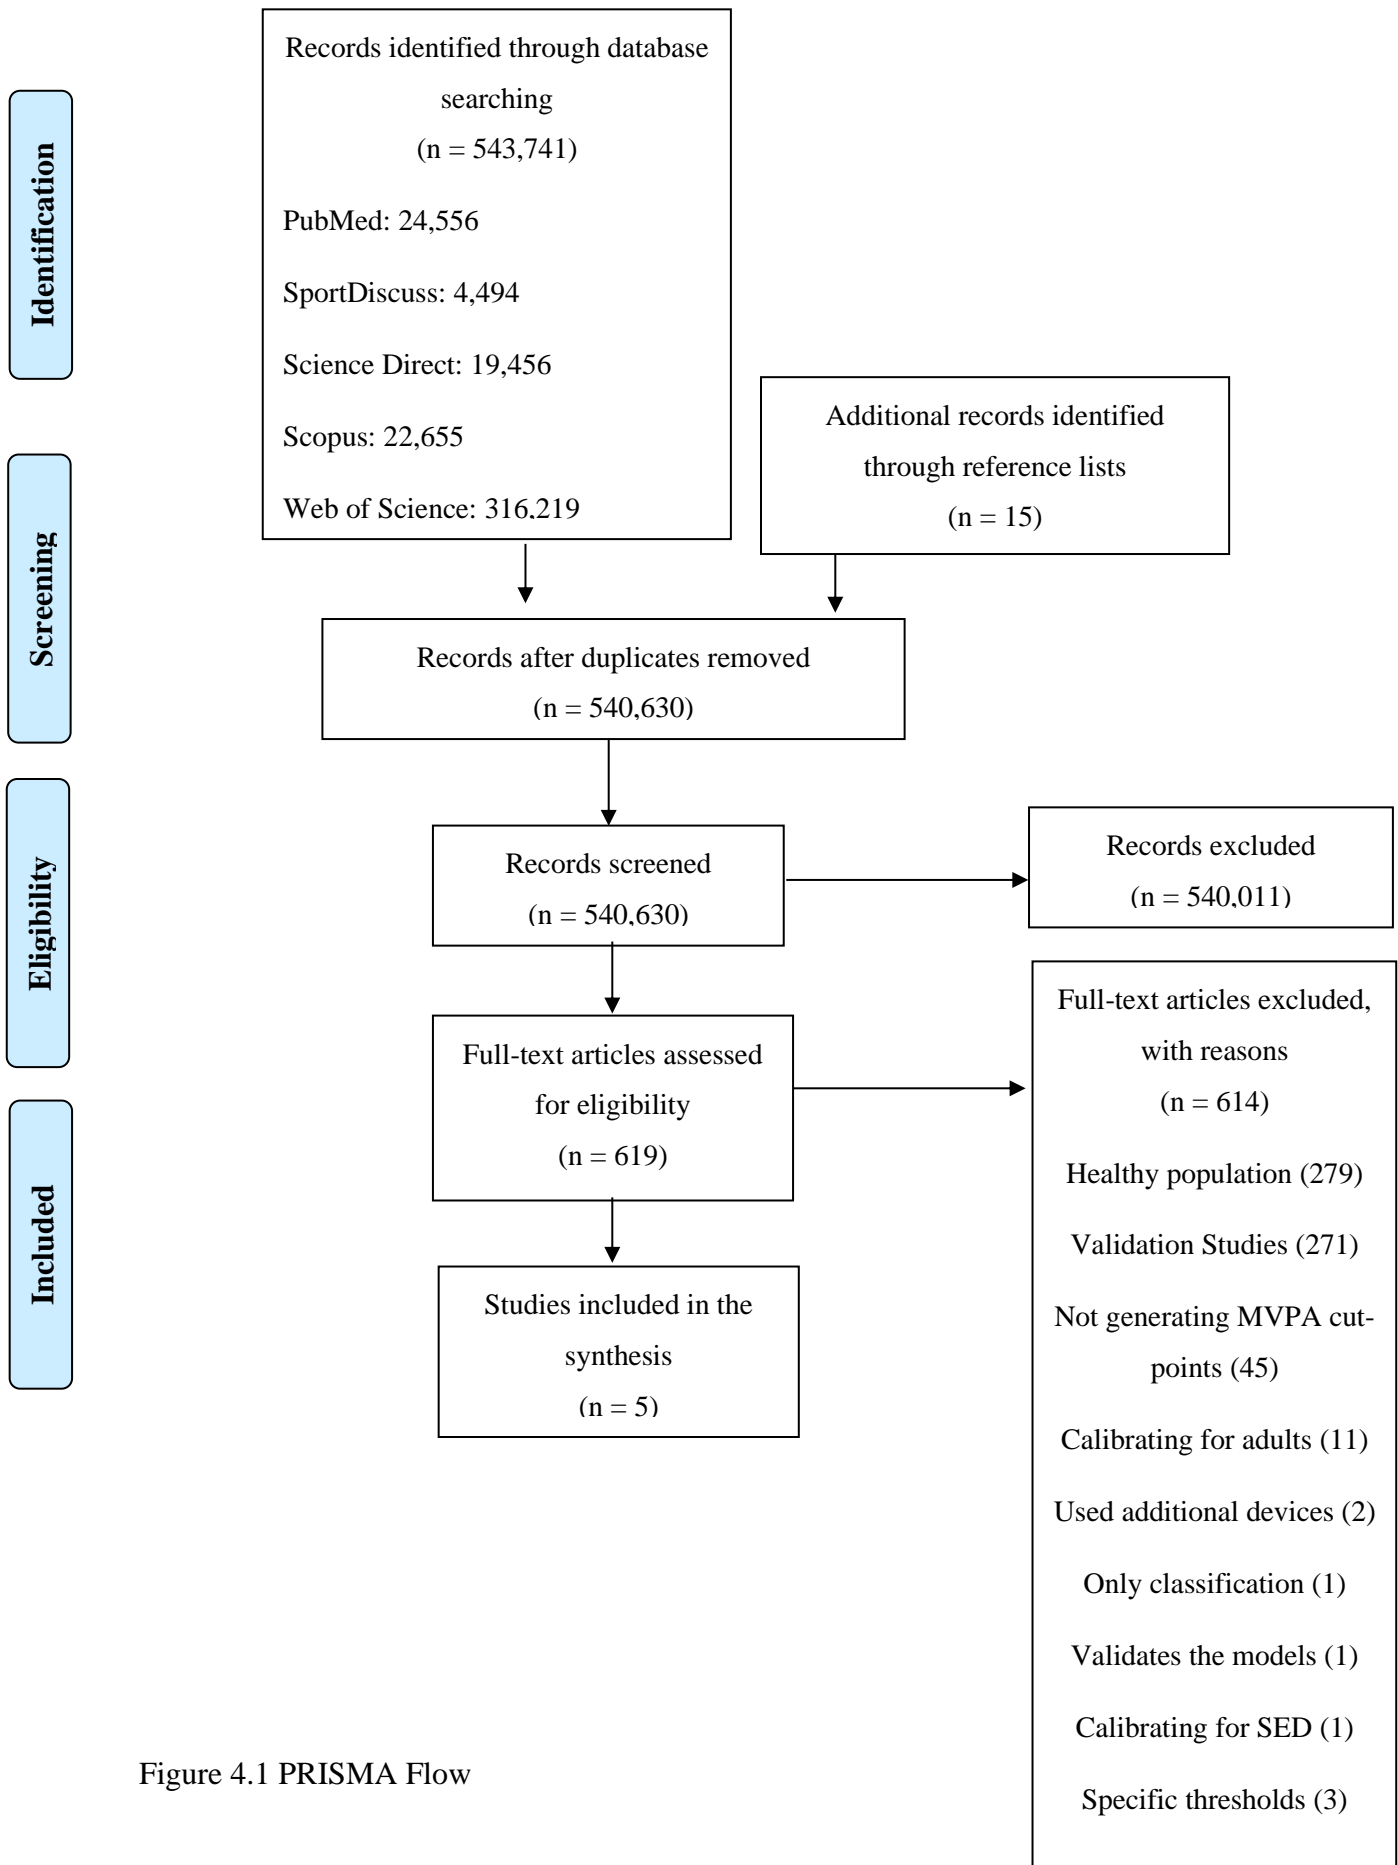 Records identified through database
searching
(n = 543,741)
PubMed: 24,556
SportDiscuss: 4,494
Science Direct: 19,456
Scopus: 22,655
Web of Science: 316,219
Identification
Additional records identified
through reference lists
(n = 15)
Screening
Records after duplicates removed
(n = 540,630)
Records screened
(n = 540,630)
Records excluded
(n = 540,011)
Eligibility
Full-text articles assessed
for eligibility
(n = 619)
Full-text articles excluded,
with reasons
(n = 614)
Healthy population (279)
Validation Studies (271)
Not generating MVPA cut-
points (45)
Calibrating for adults (11)
Used additional devices (2)
Only classification (1)
Validates the models (1)
Calibrating for SED (1)
Specific thresholds (3)
Included
Studies included in the
synthesis
(n = 5)
Figure 4.1 PRISMA Flow